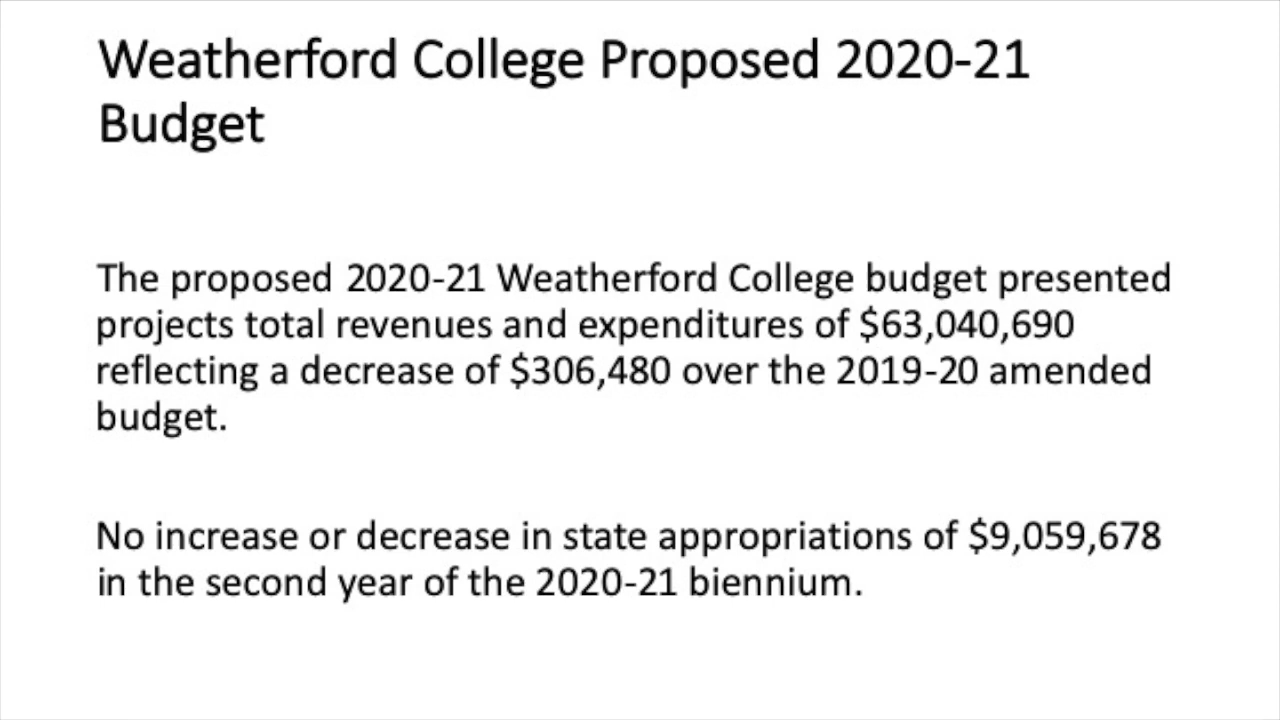 Weatherford College Proposed 2020-21
Budget
The proposed 2020-21 Weatherford College budget presented
projects total revenues and expenditures of $63,040,690
reflecting a decrease of $306,480 over the 2019-20 amended
budget.
No increase or decrease in state appropriations of $9,059,678
in the second year of the 2020-21 biennium.